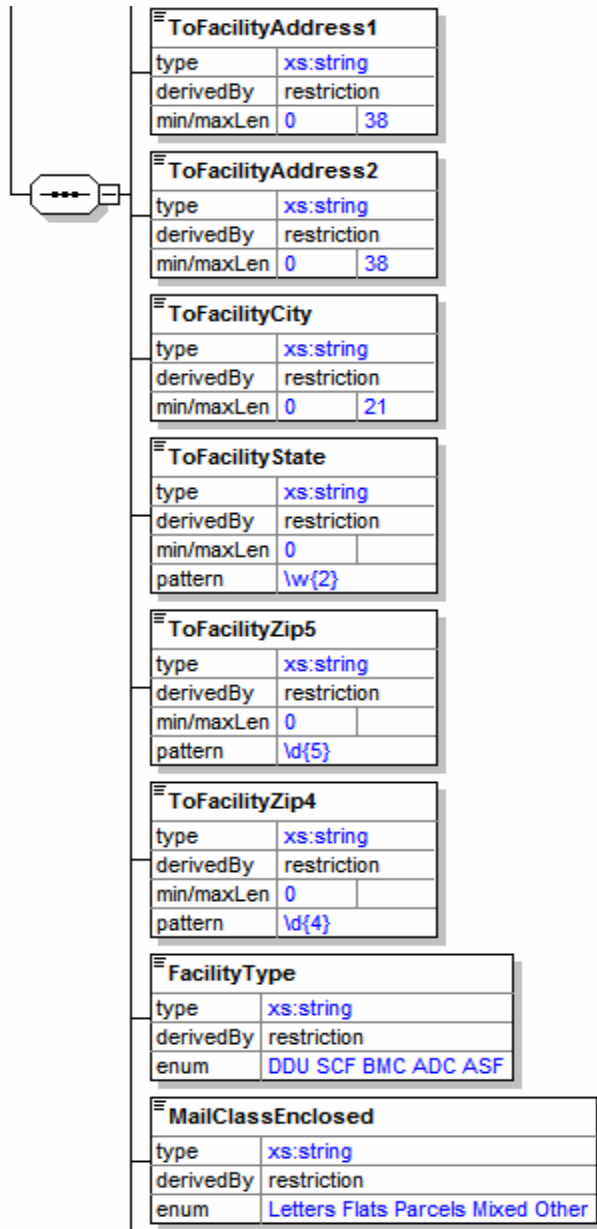 ToFacilityAddress1
type xs:string
derivedBy restriction
min/maxLen 0 38
ToFacilityAddress2
type xs:string
derivedBy restriction
min/maxLen 0 38
ToFacilityCity
type xs:string
derivedBy restriction
min/maxLen 0 21
ToFacilityState
type xs:string
derivedBy restriction
min/maxLen 0
pattern \w{2}
ToFacilityZip5
type xs:string
derivedBy restriction
min/maxLen 0
pattern \d{5}
ToFacilityZip4
type xs:string
derivedBy restriction
min/maxLen 0
pattern \d{4}
FacilityType
type xs:string
derivedBy restriction
enum DDU SCF BMC ADC ASF
MailClassEnclosed
type xs:string
derivedBy restriction
enum Letters Flats Parcels Mixed Other